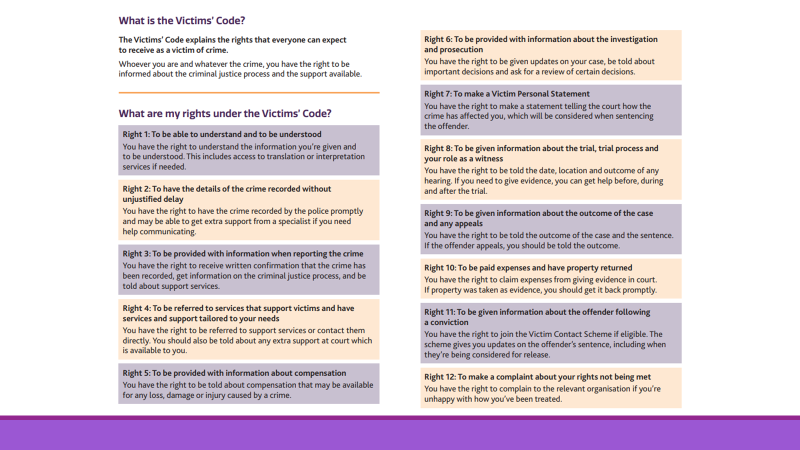 What is the Victims' Code?
The Victims' Code explains the rights that everyone can expect
to receive as a victim of crime.
Whoever you are and whatever the crime, you have the right to be
informed about the criminal justice process and the support available.
What are my rights under the Victims' Code?
Right 1: To be able to understand and to be understood
You have the right to understand the information you're given and
to be understood. This includes access to translation or interpretation
services if needed.
Right 2: To have the details of the crime recorded without
unjustified delay
You have the right to have the crime recorded by the police promptly
and may be able to get extra support from a specialist if you need
help communicating.
Right 3: To be provided with information when reporting the crime
You have the right to receive written confirmation that the crime has
been recorded, get information on the criminal justice process, and be
told about support services.
Right 4: To be referred to services that support victims and have
services and support tailored to your needs
You have the right to be referred to support services or contact them
directly. You should also be told about any extra support at court which
is available to you.
Right 5: To be provided with information about compensation
You have the right to be told about compensation that may be available
for any loss, damage or injury caused by a crime.
Right 6: To be provided with information about the investigation
and prosecution
You have the right to be given updates on your case, be told about
important decisions and ask for a review of certain decisions.
Right 7: To make a Victim Personal Statement
You have the right to make a statement telling the court how the
crime has affected you, which will be considered when sentencing
the offender.
Right 8: To be given information about the trial, trial process and
your role as a witness
You have the right to be told the date, location and outcome of any
hearing. If you need to give evidence, you can get help before, during
and after the trial.
Right 9: To be given information about the outcome of the case
and any appeals
You have the right to be told the outcome of the case and the sentence.
If the offender appeals, you should be told the outcome.
Right 10: To be paid expenses and have property returned
You have the right to claim expenses from giving evidence in court.
If property was taken as evidence, you should get it back promptly.
Right 11: To be given information about the offender following
a conviction
You have the right to join the Victim Contact Scheme if eligible. The
scheme gives you updates on the offender's sentence, including when
they're being considered for release.
Right 12: To make a complaint about your rights not being met
You have the right to complain to the relevant organisation if you're
unhappy with how you've been treated.